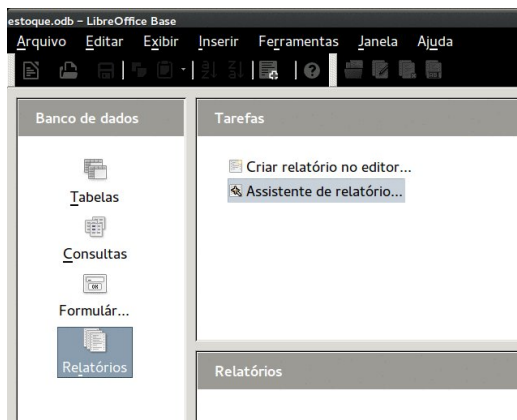 estoque.odb – LibreOffice Base
Arquivo Editar Exibir Inserir Ferramentas Janela Ajuda
Banco de dados
Tabelas
Consultas
Formulár...
Relatórios
Tarefas
Criar relatório no editor...
Assistente de relatório...
Relatórios